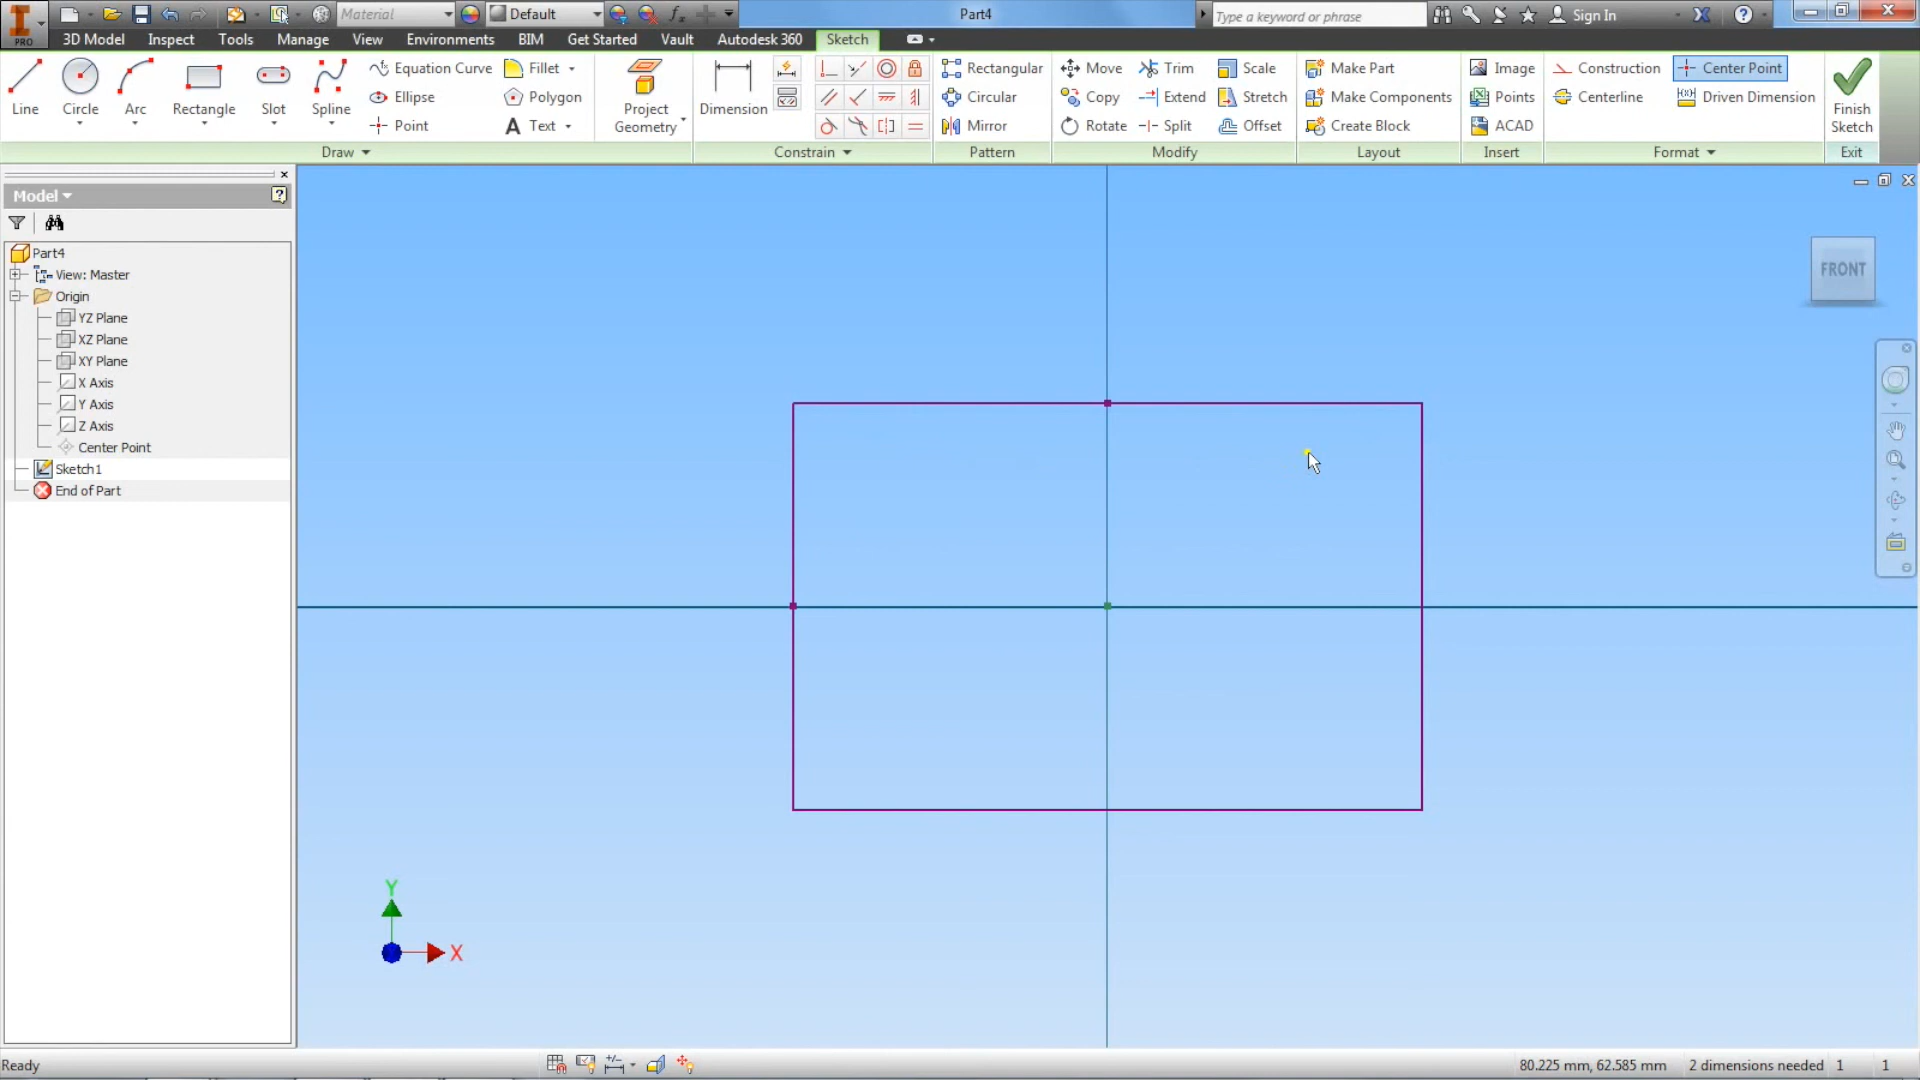 PRO
Material
Default
Part4
Type a keyword or phrase
Sign In
3D Model Inspect Tools Manage View Environments BIM Get Started Vault Autodesk 360 Sketch
Line
Circle
Arc
Rectangle
Slot
Spline
Equation Curve
Ellipse
Point
Fillet
Polygon
Text
Project
Geometry
Dimension
Rectangular
Circular
Mirror
Move
Copy
Rotate
Trim
Extend
Split
Scale
Stretch
Offset
Make Part
Make Components
Create Block
Image
Points
ACAD
Construction
Centerline
Center Point
Driven Dimension
Finish
Sketch
Draw Constrain Pattern Modify Layout Insert Format Exit
Model
Part4
View: Master
Origin
YZ Plane
XZ Plane
XY Plane
X Axis
Y Axis
Z Axis
Center Point
Sketch1
End of Part
FRONT
Y
X
Ready
80.225 mm, 62.585 mm 2 dimensions needed 1 1